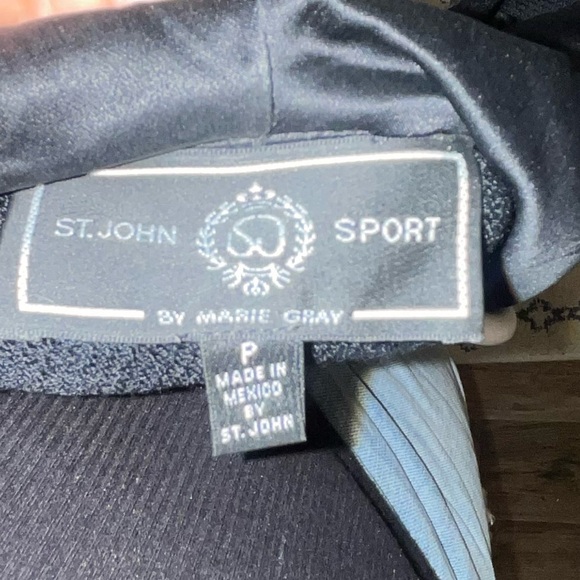 ST. JOHN SPORT
BY MARIE GRAY
P
MADE IN
MEXICO
BY
ST. JOHN